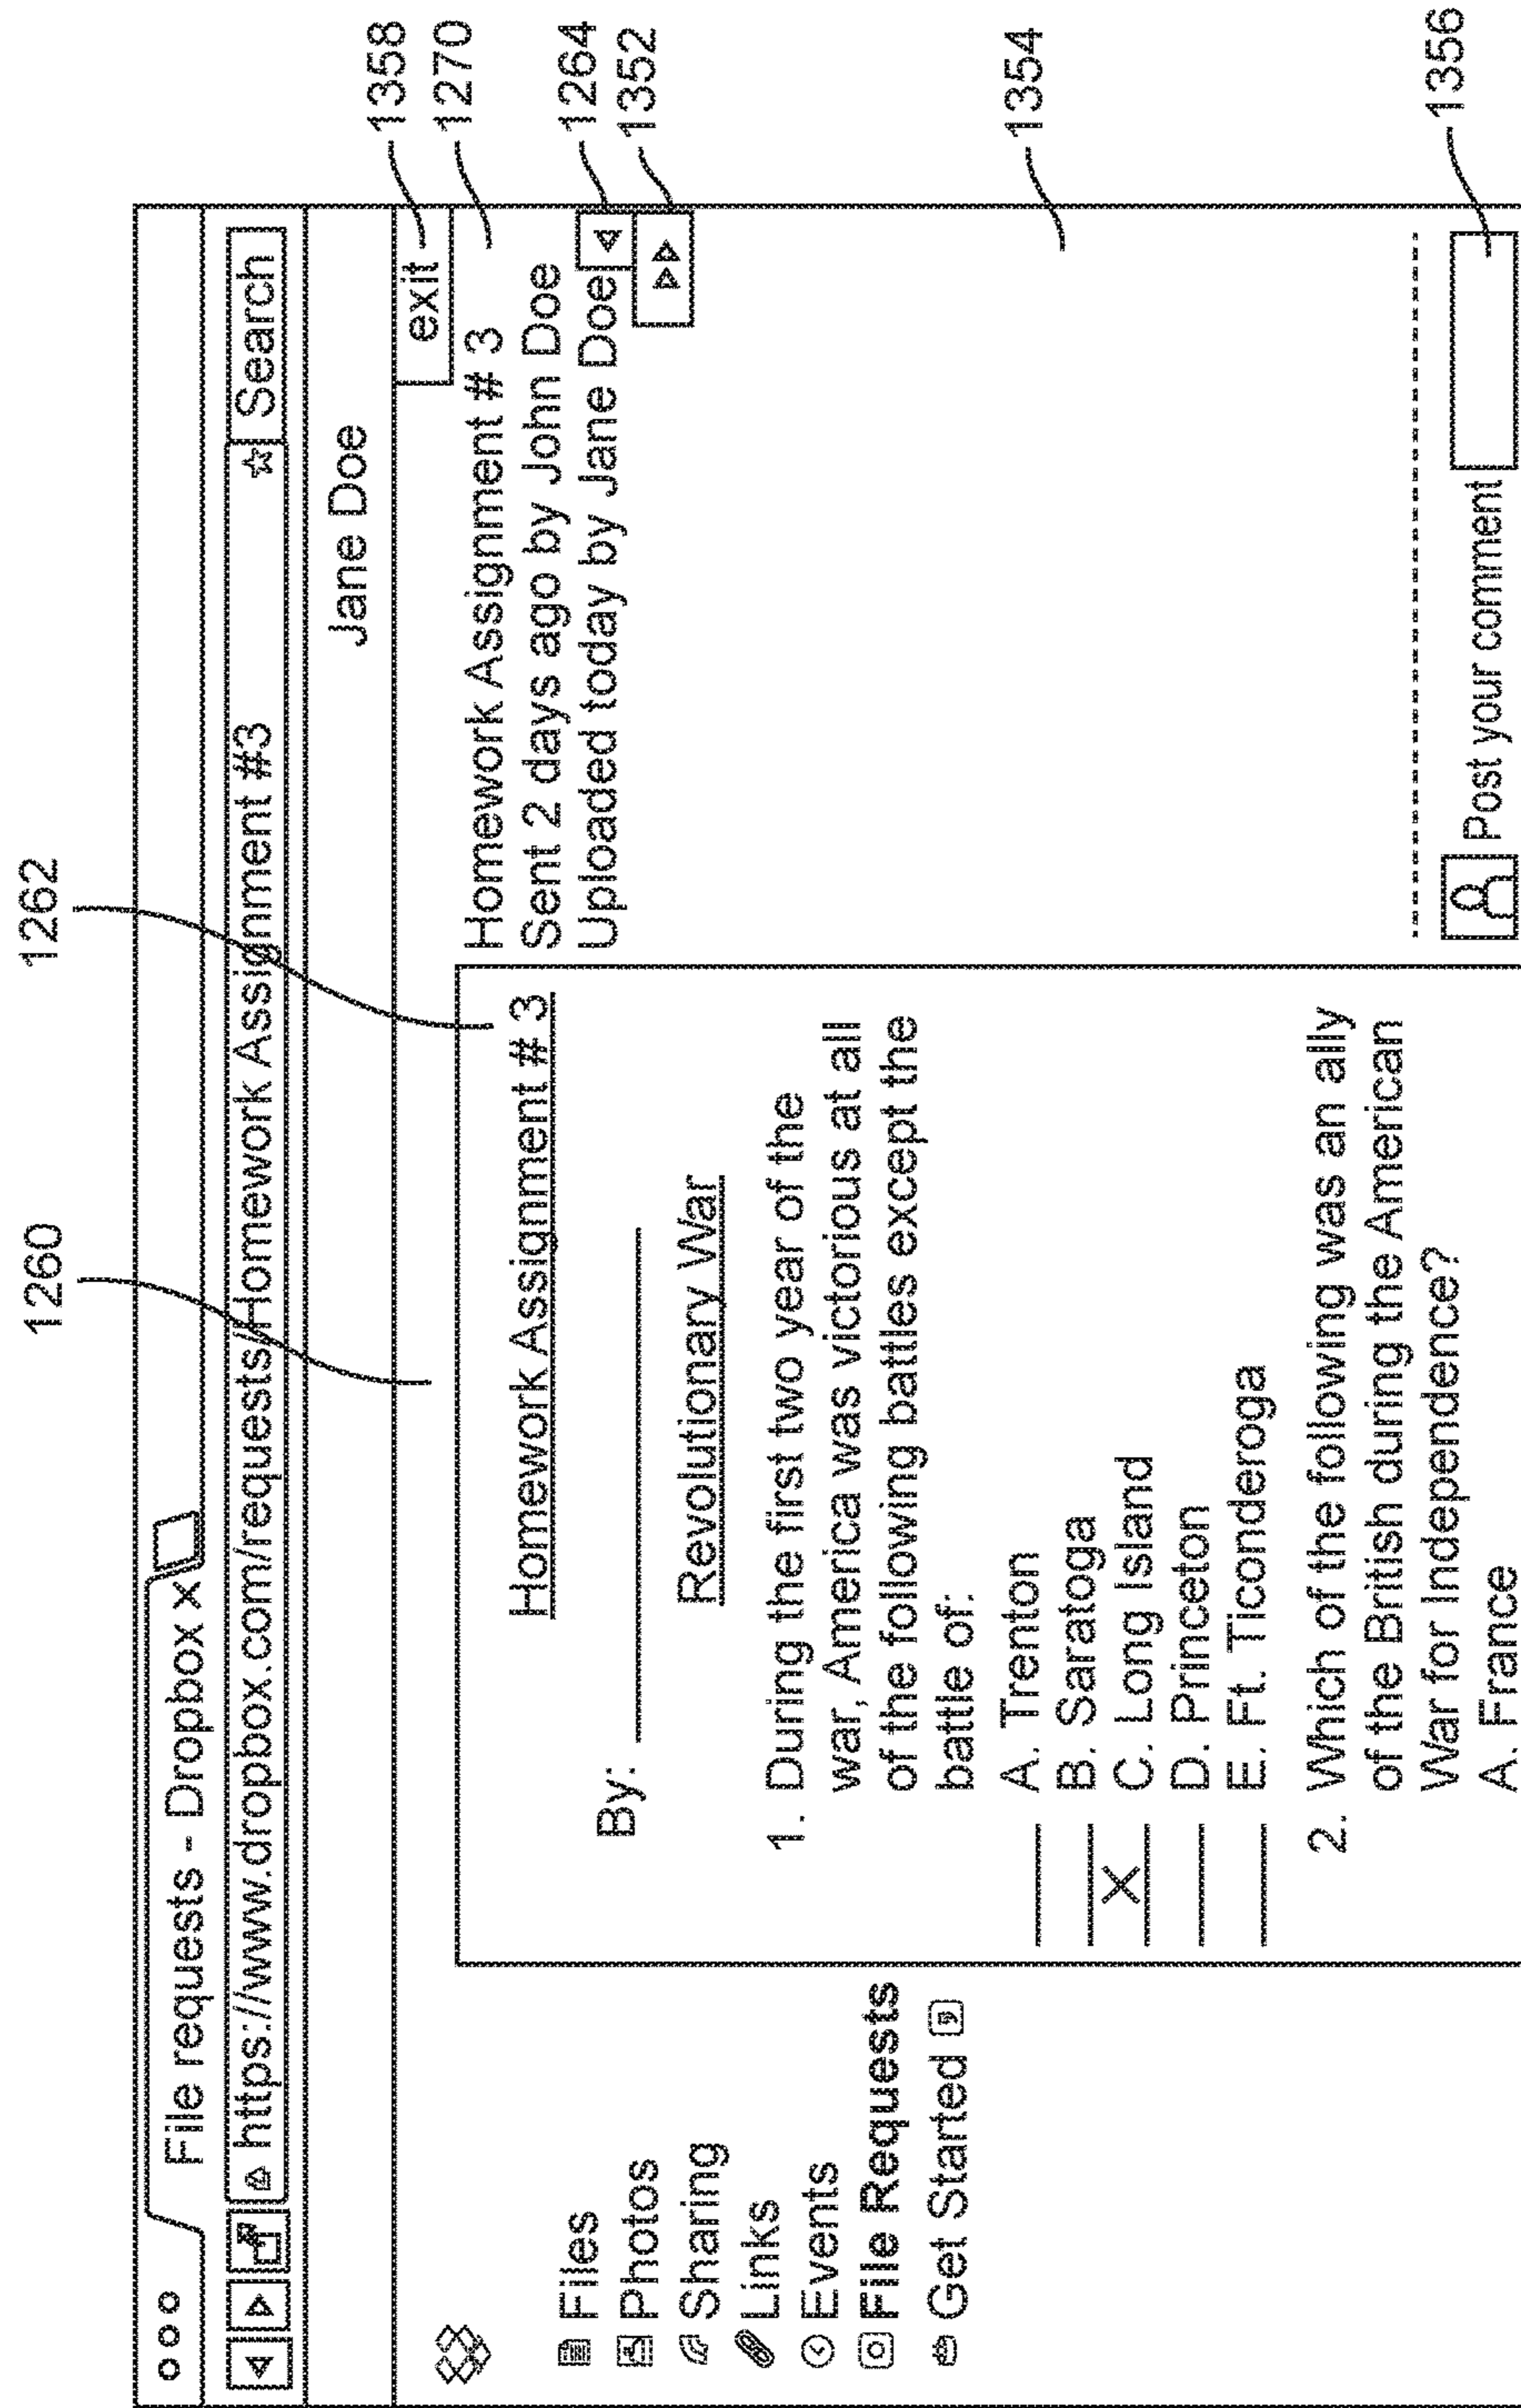 1260
1262
File requests - Dropbox x
https://www.dropbox.com/requests/Homework Assignment #3
Search
Jane Doe
exit
1358
1270
1264
1352
1354
1356
Files
Photos
Sharing
Links
Events
File Requests
Get Started
Homework Assignment # 3
By:
Revolutionary War
1. During the first two year of the
war, America was victorious at all
of the following battles except the
battle of:
A. Trenton
B. Saratoga
X C. Long Island
D. Princeton
E. Ft. Ticonderoga
2. Which of the following was an ally
of the British during the American
War for Independence?
A. France
Homework Assignment # 3
Sent 2 days ago by John Doe
Uploaded today by Jane Doe
Post your comment